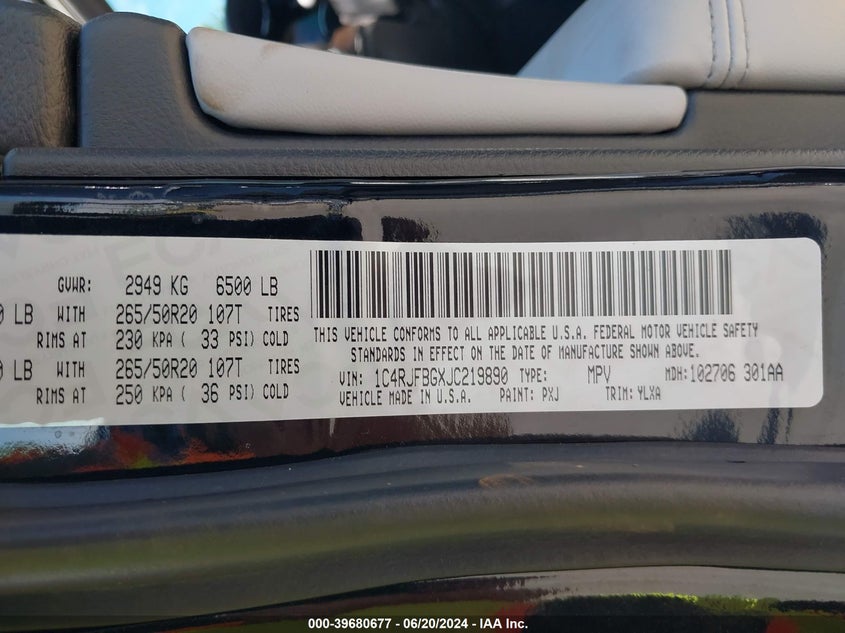 GVWR: 2949 KG 6500 LB
0 LB WITH 265/50R20 107T TIRES
RIMS AT 230 KPA ( 33 PSI) COLD
0 LB WITH 265/50R20 107T TIRES
RIMS AT 250 KPA ( 36 PSI) COLD
THIS VEHICLE CONFORMS TO ALL APPLICABLE U.S.A. FEDERAL MOTOR VEHICLE SAFETY
STANDARDS IN EFFECT ON THE DATE OF MANUFACTURE SHOWN ABOVE.
VIN: 1C4RJFBGXJC219890 TYPE: MPV MDH: 102706 301AA
VEHICLE MADE IN U.S.A. PAINT: PXJ TRIM: YLXA
000-39680677 - 06/20/2024 - IAA Inc.